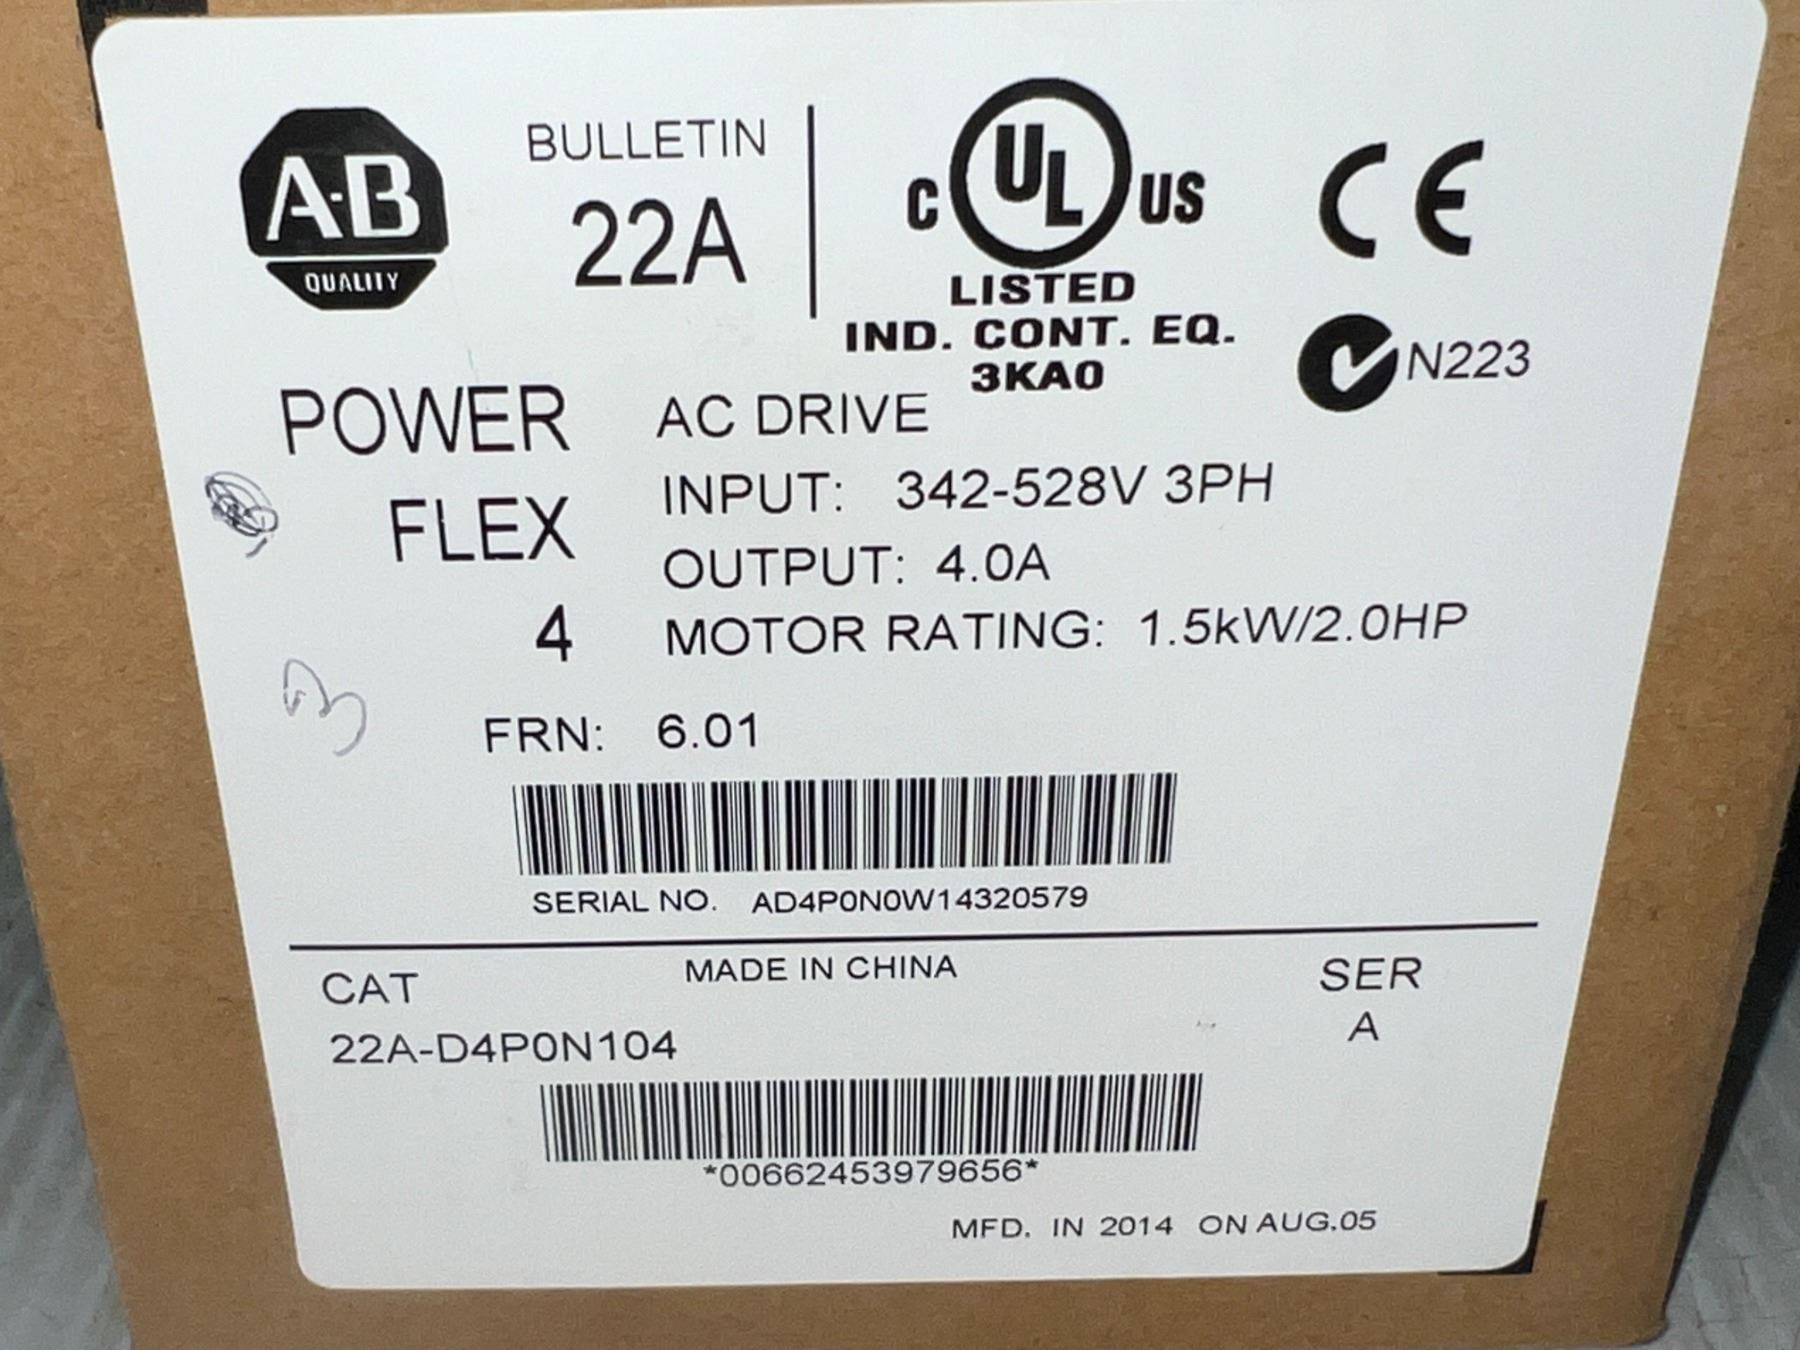 A-B
QUALITY
BULLETIN
22A
C UL US
LISTED
IND. CONT. EQ.
3KA0
CE
N223
POWER
FLEX
4
AC DRIVE
INPUT: 342-528V 3PH
OUTPUT: 4.0A
MOTOR RATING: 1.5kW/2.0HP
FRN: 6.01
SERIAL NO. AD4P0N0W14320579
MADE IN CHINA
CAT
22A-D4P0N104
SER
A
*00662453979656*
MFD. IN 2014 ON AUG.05